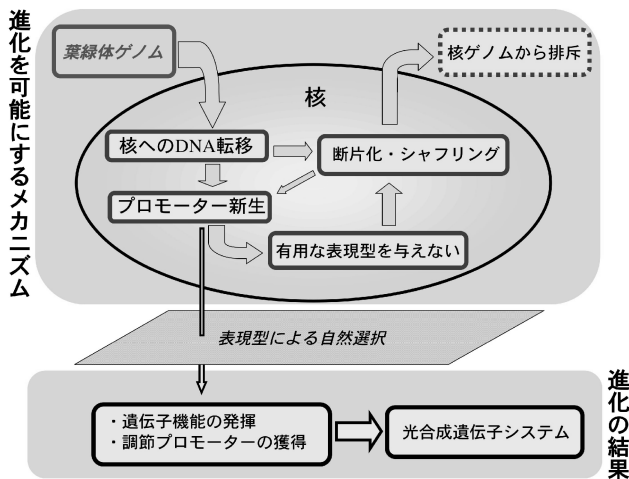 進化を可能にするメカニズム
葉緑体ゲノム
核ゲノムから排斥
核
核へのDNA転移
断片化・シャフリング
プロモーター新生
有用な表現型を与えない
表現型による自然選択
・遺伝子機能の発揮
・調節プロモーターの獲得
光合成遺伝子システム
進化の結果